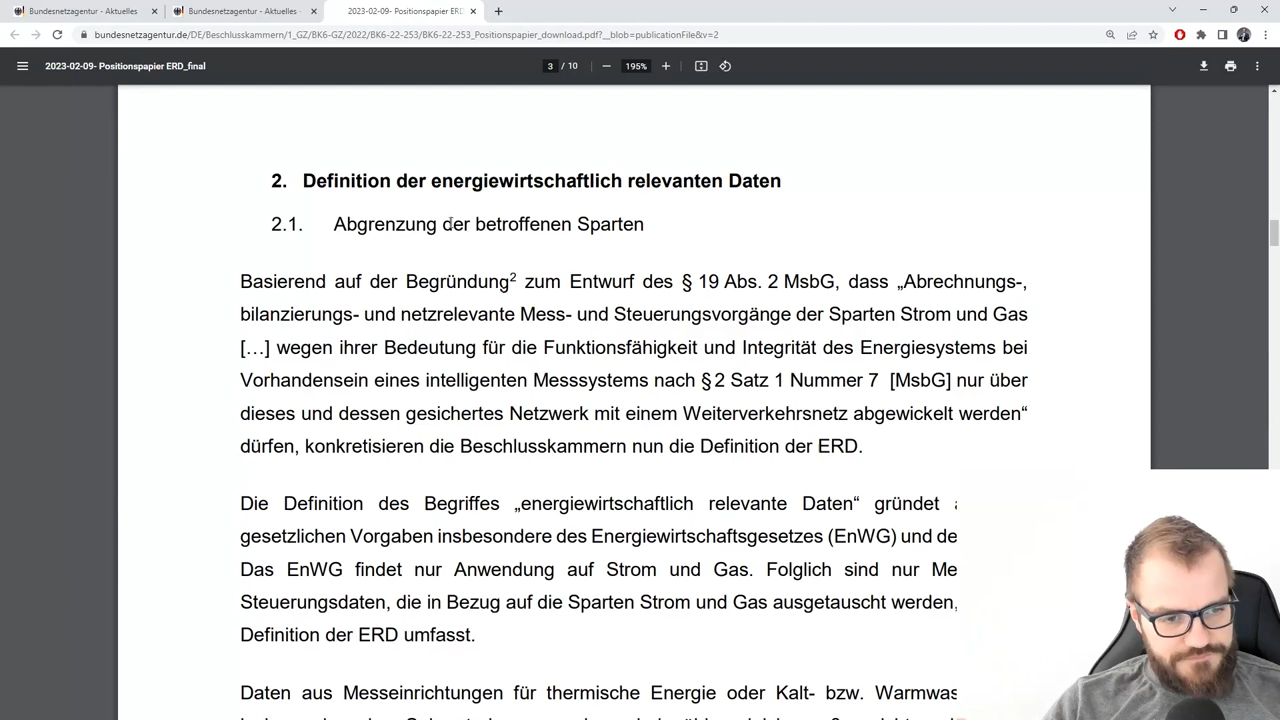 Bundesnetzagentur - Aktuelles
Bundesnetzagentur - Aktuelles -
2023-02-09- Positionspapier ERD
bundesnetzagentur.de/DE/Beschlusskammern/1_GZ/BK6-GZ/2022/BK6-22-253/BK6-22-253_Positionspapier_download.pdf?__blob=publicationFile&v=2
2023-02-09- Positionspapier ERD_final
3 / 10
195%
2. Definition der energiewirtschaftlich relevanten Daten
2.1. Abgrenzung der betroffenen Sparten
Basierend auf der Begründung² zum Entwurf des § 19 Abs. 2 MsbG, dass „Abrechnungs-,
bilanzierungs- und netzrelevante Mess- und Steuerungsvorgänge der Sparten Strom und Gas
[…] wegen ihrer Bedeutung für die Funktionsfähigkeit und Integrität des Energiesystems bei
Vorhandensein eines intelligenten Messsystems nach § 2 Satz 1 Nummer 7 [MsbG] nur über
dieses und dessen gesichertes Netzwerk mit einem Weiterverkehrsnetz abgewickelt werden“
dürfen, konkretisieren die Beschlusskammern nun die Definition der ERD.
Die Definition des Begriffes „energiewirtschaftlich relevante Daten“ gründet
gesetzlichen Vorgaben insbesondere des Energiewirtschaftsgesetzes (EnWG) und de
Das EnWG findet nur Anwendung auf Strom und Gas. Folglich sind nur Me
Steuerungsdaten, die in Bezug auf die Sparten Strom und Gas ausgetauscht werden,
Definition der ERD umfasst.
Daten aus Messeinrichtungen für thermische Energie oder Kalt- bzw. Warmwas